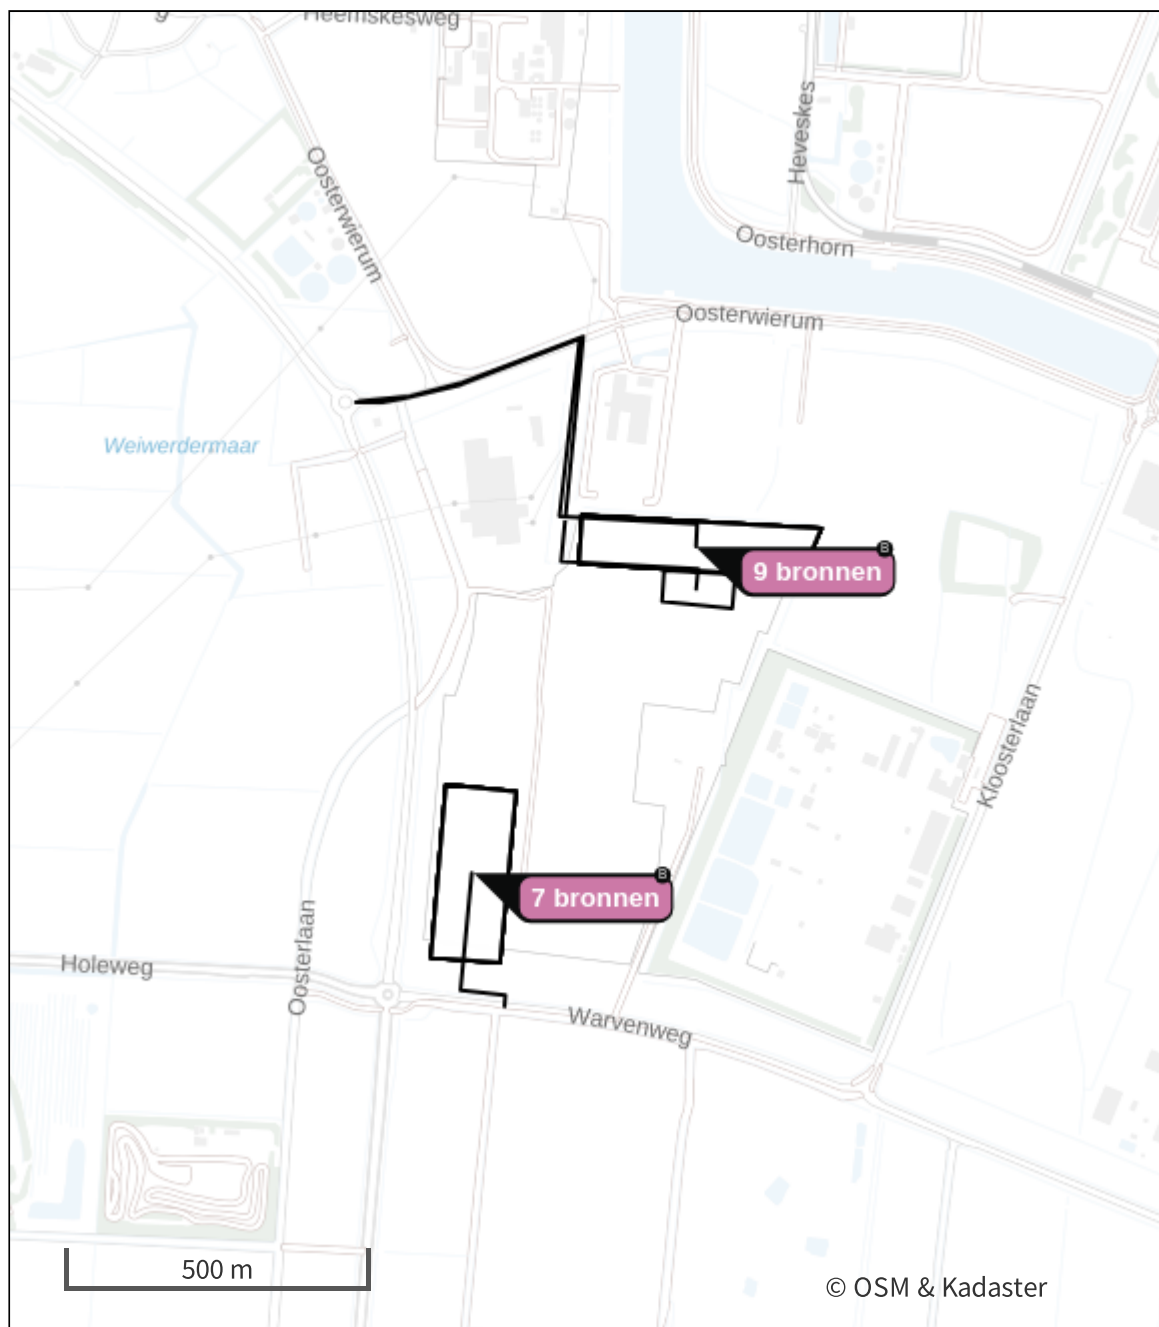 Heemskesweg
Heveskes
Oosterwierum
Oosterhorn
Oosterwierum
Weiwerdermaar
B
9 bronnen
Kloosterlaan
B
7 bronnen
Oosterlaan
Holeweg
Warvenweg
500 m
© OSM & Kadaster